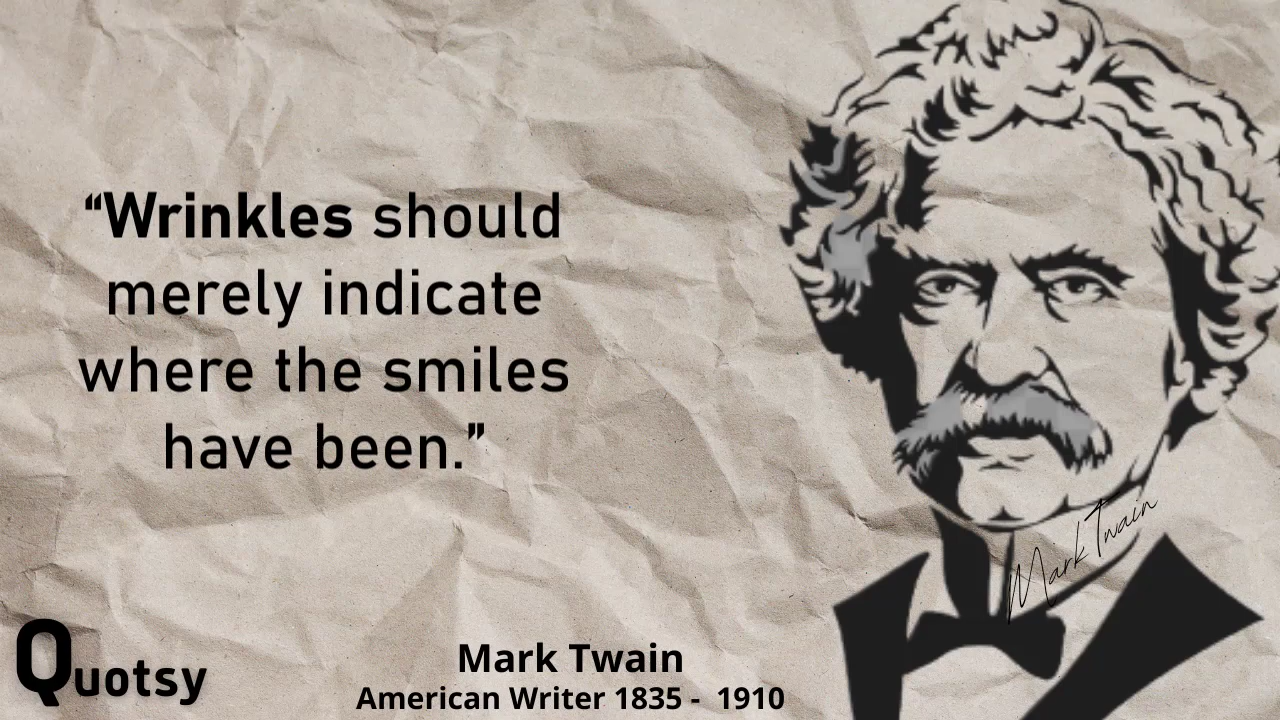 “Wrinkles should
merely indicate
where the smiles
have been.”
Mark Twain
Quotsy
Mark Twain
American Writer 1835 -  1910